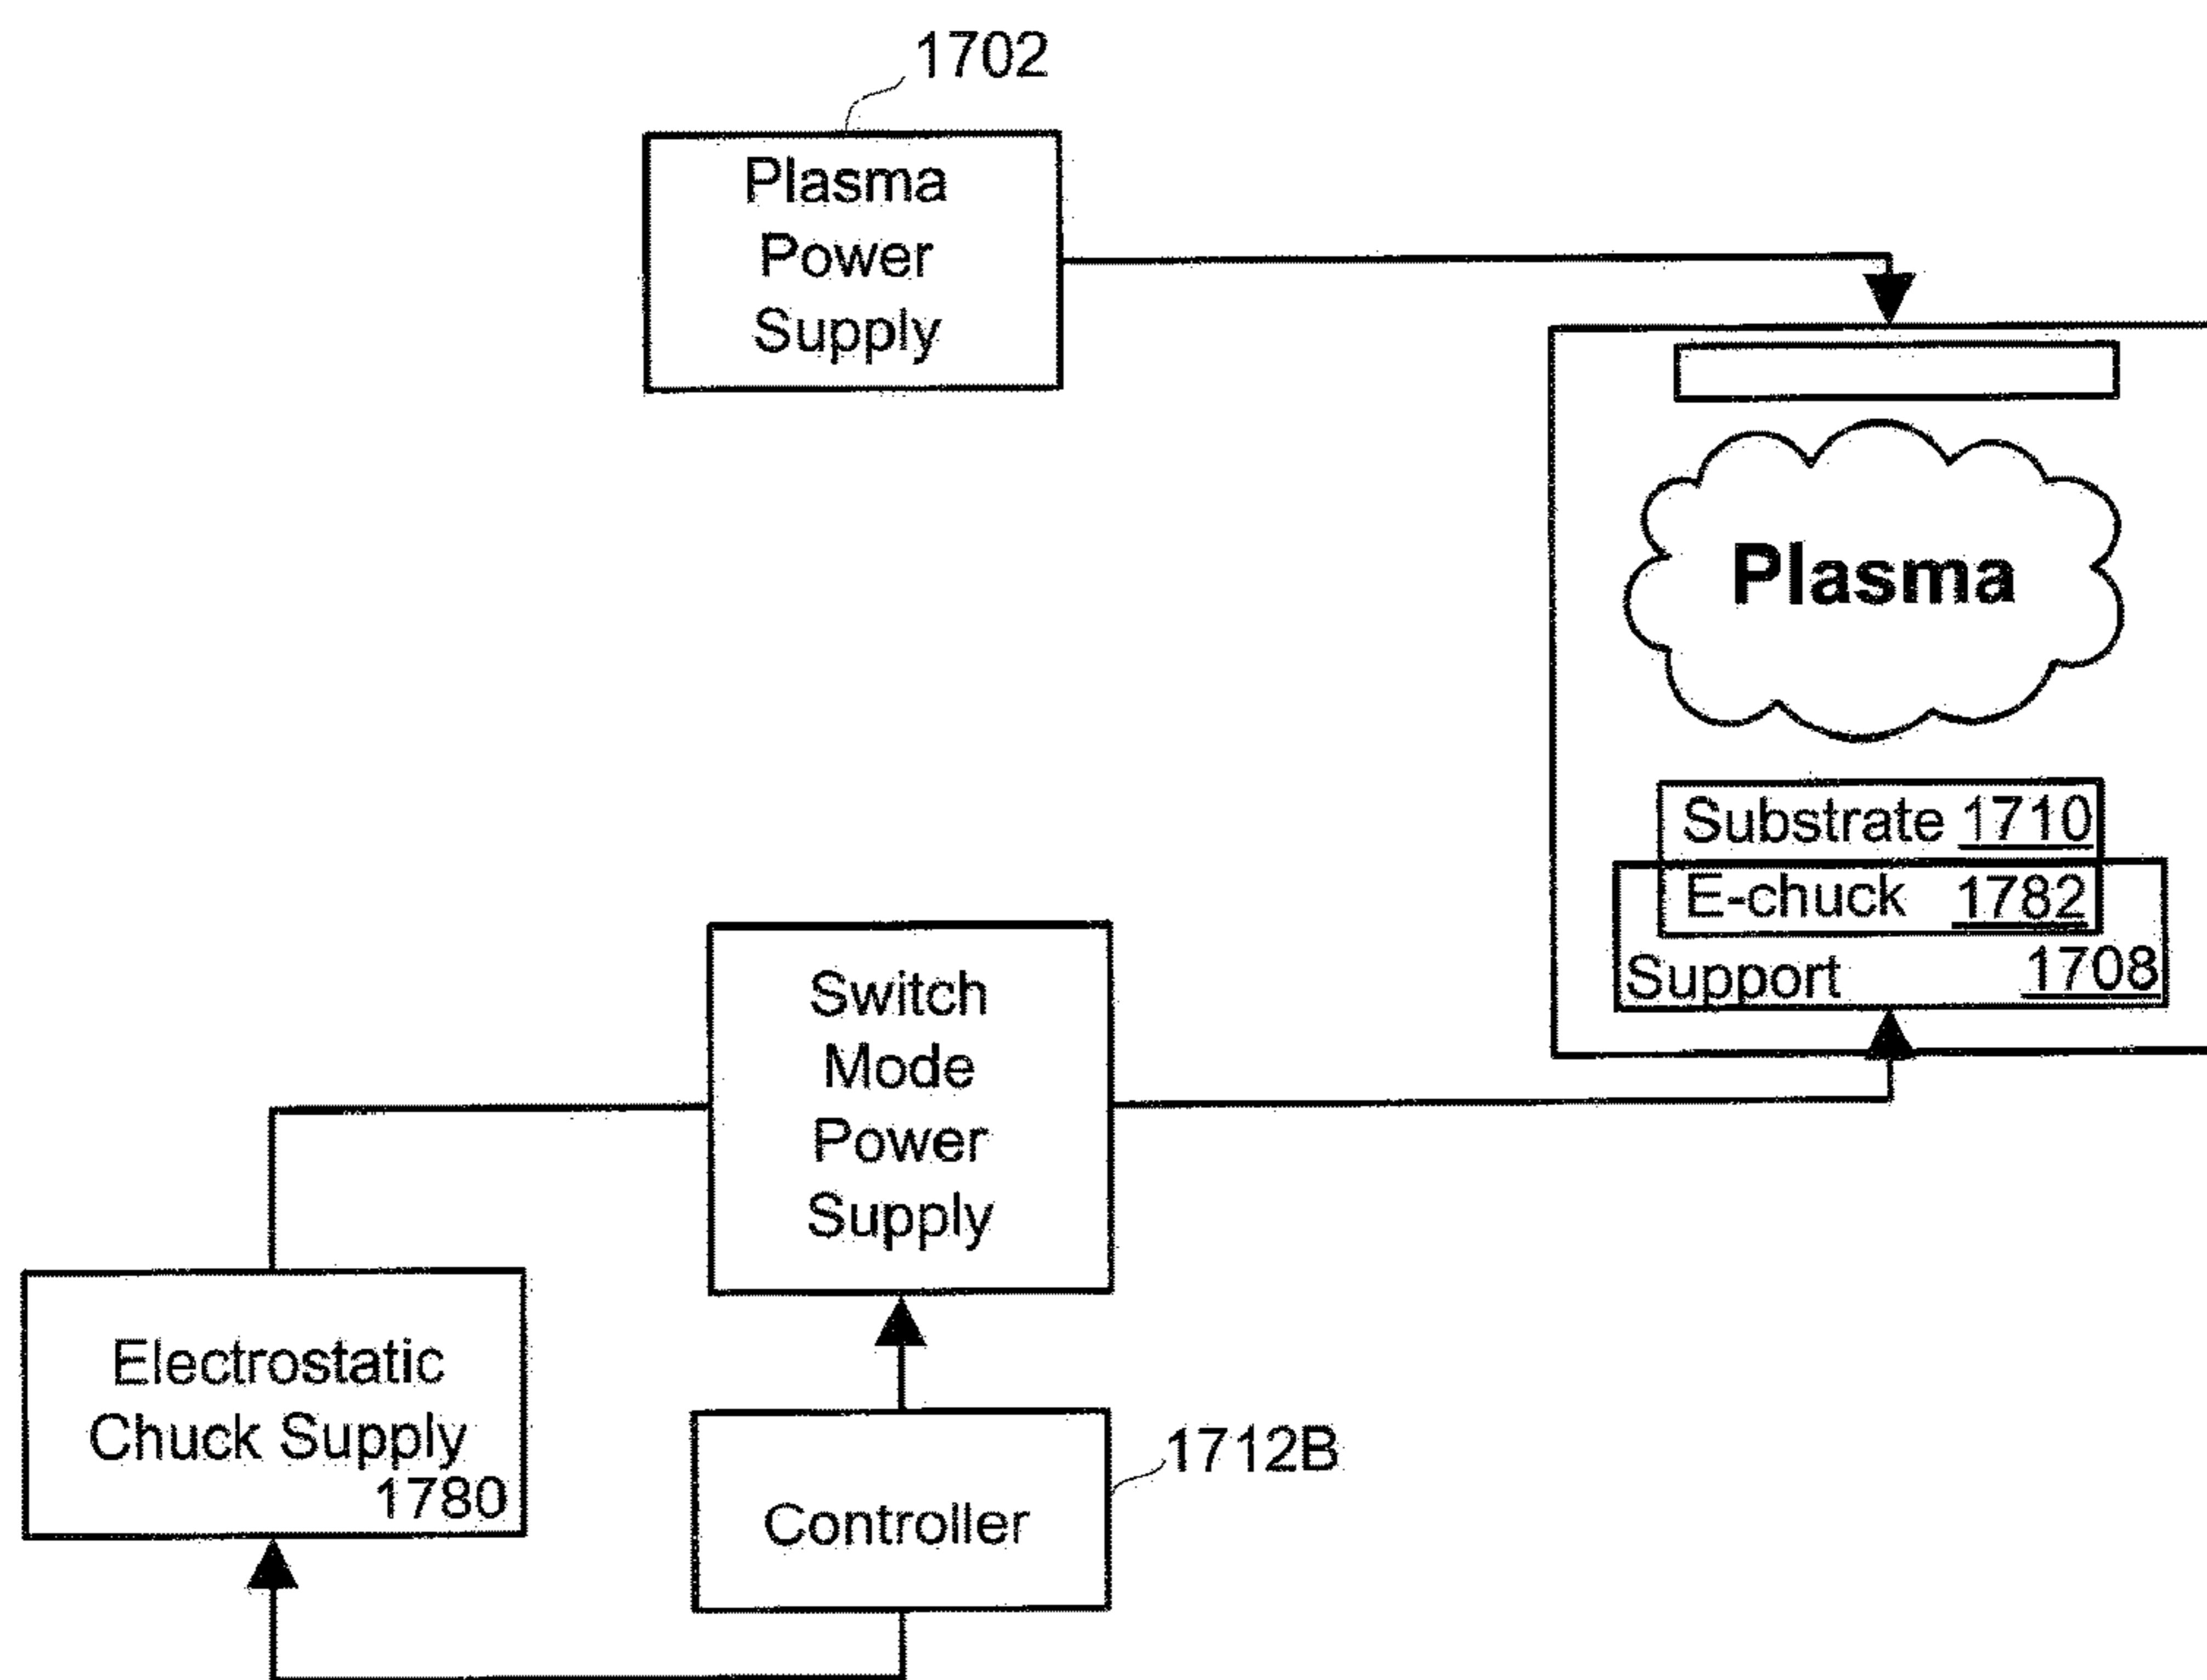 1702
Plasma
Power
Supply
Plasma
Substrate 1710
E-chuck 1782
Support 1708
Switch
Mode
Power
Supply
Electrostatic
Chuck Supply
1780
1712B
Controller